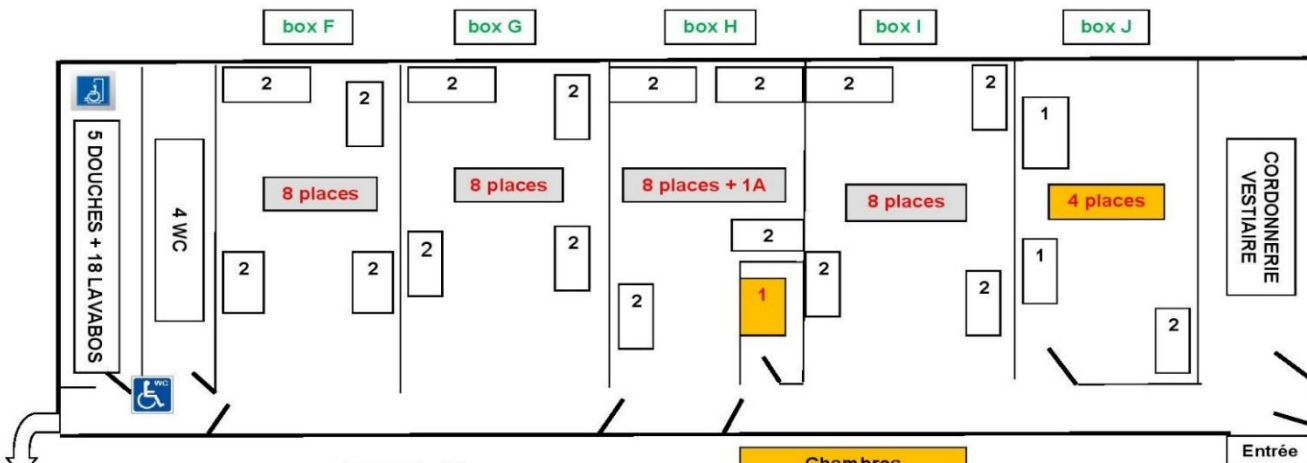 box F
box G
box H
box I
box J
2
2
2
2
2
2
2
2
1
5 DOUCHES + 18 LAVABOS
4 WC
8 places
8 places
8 places + 1A
8 places
4 places
CORDONNERIE
VESTIAIRE
2
2
2
2
2
2
2
2
2
1
1
2
WC
Entrée
Chambres